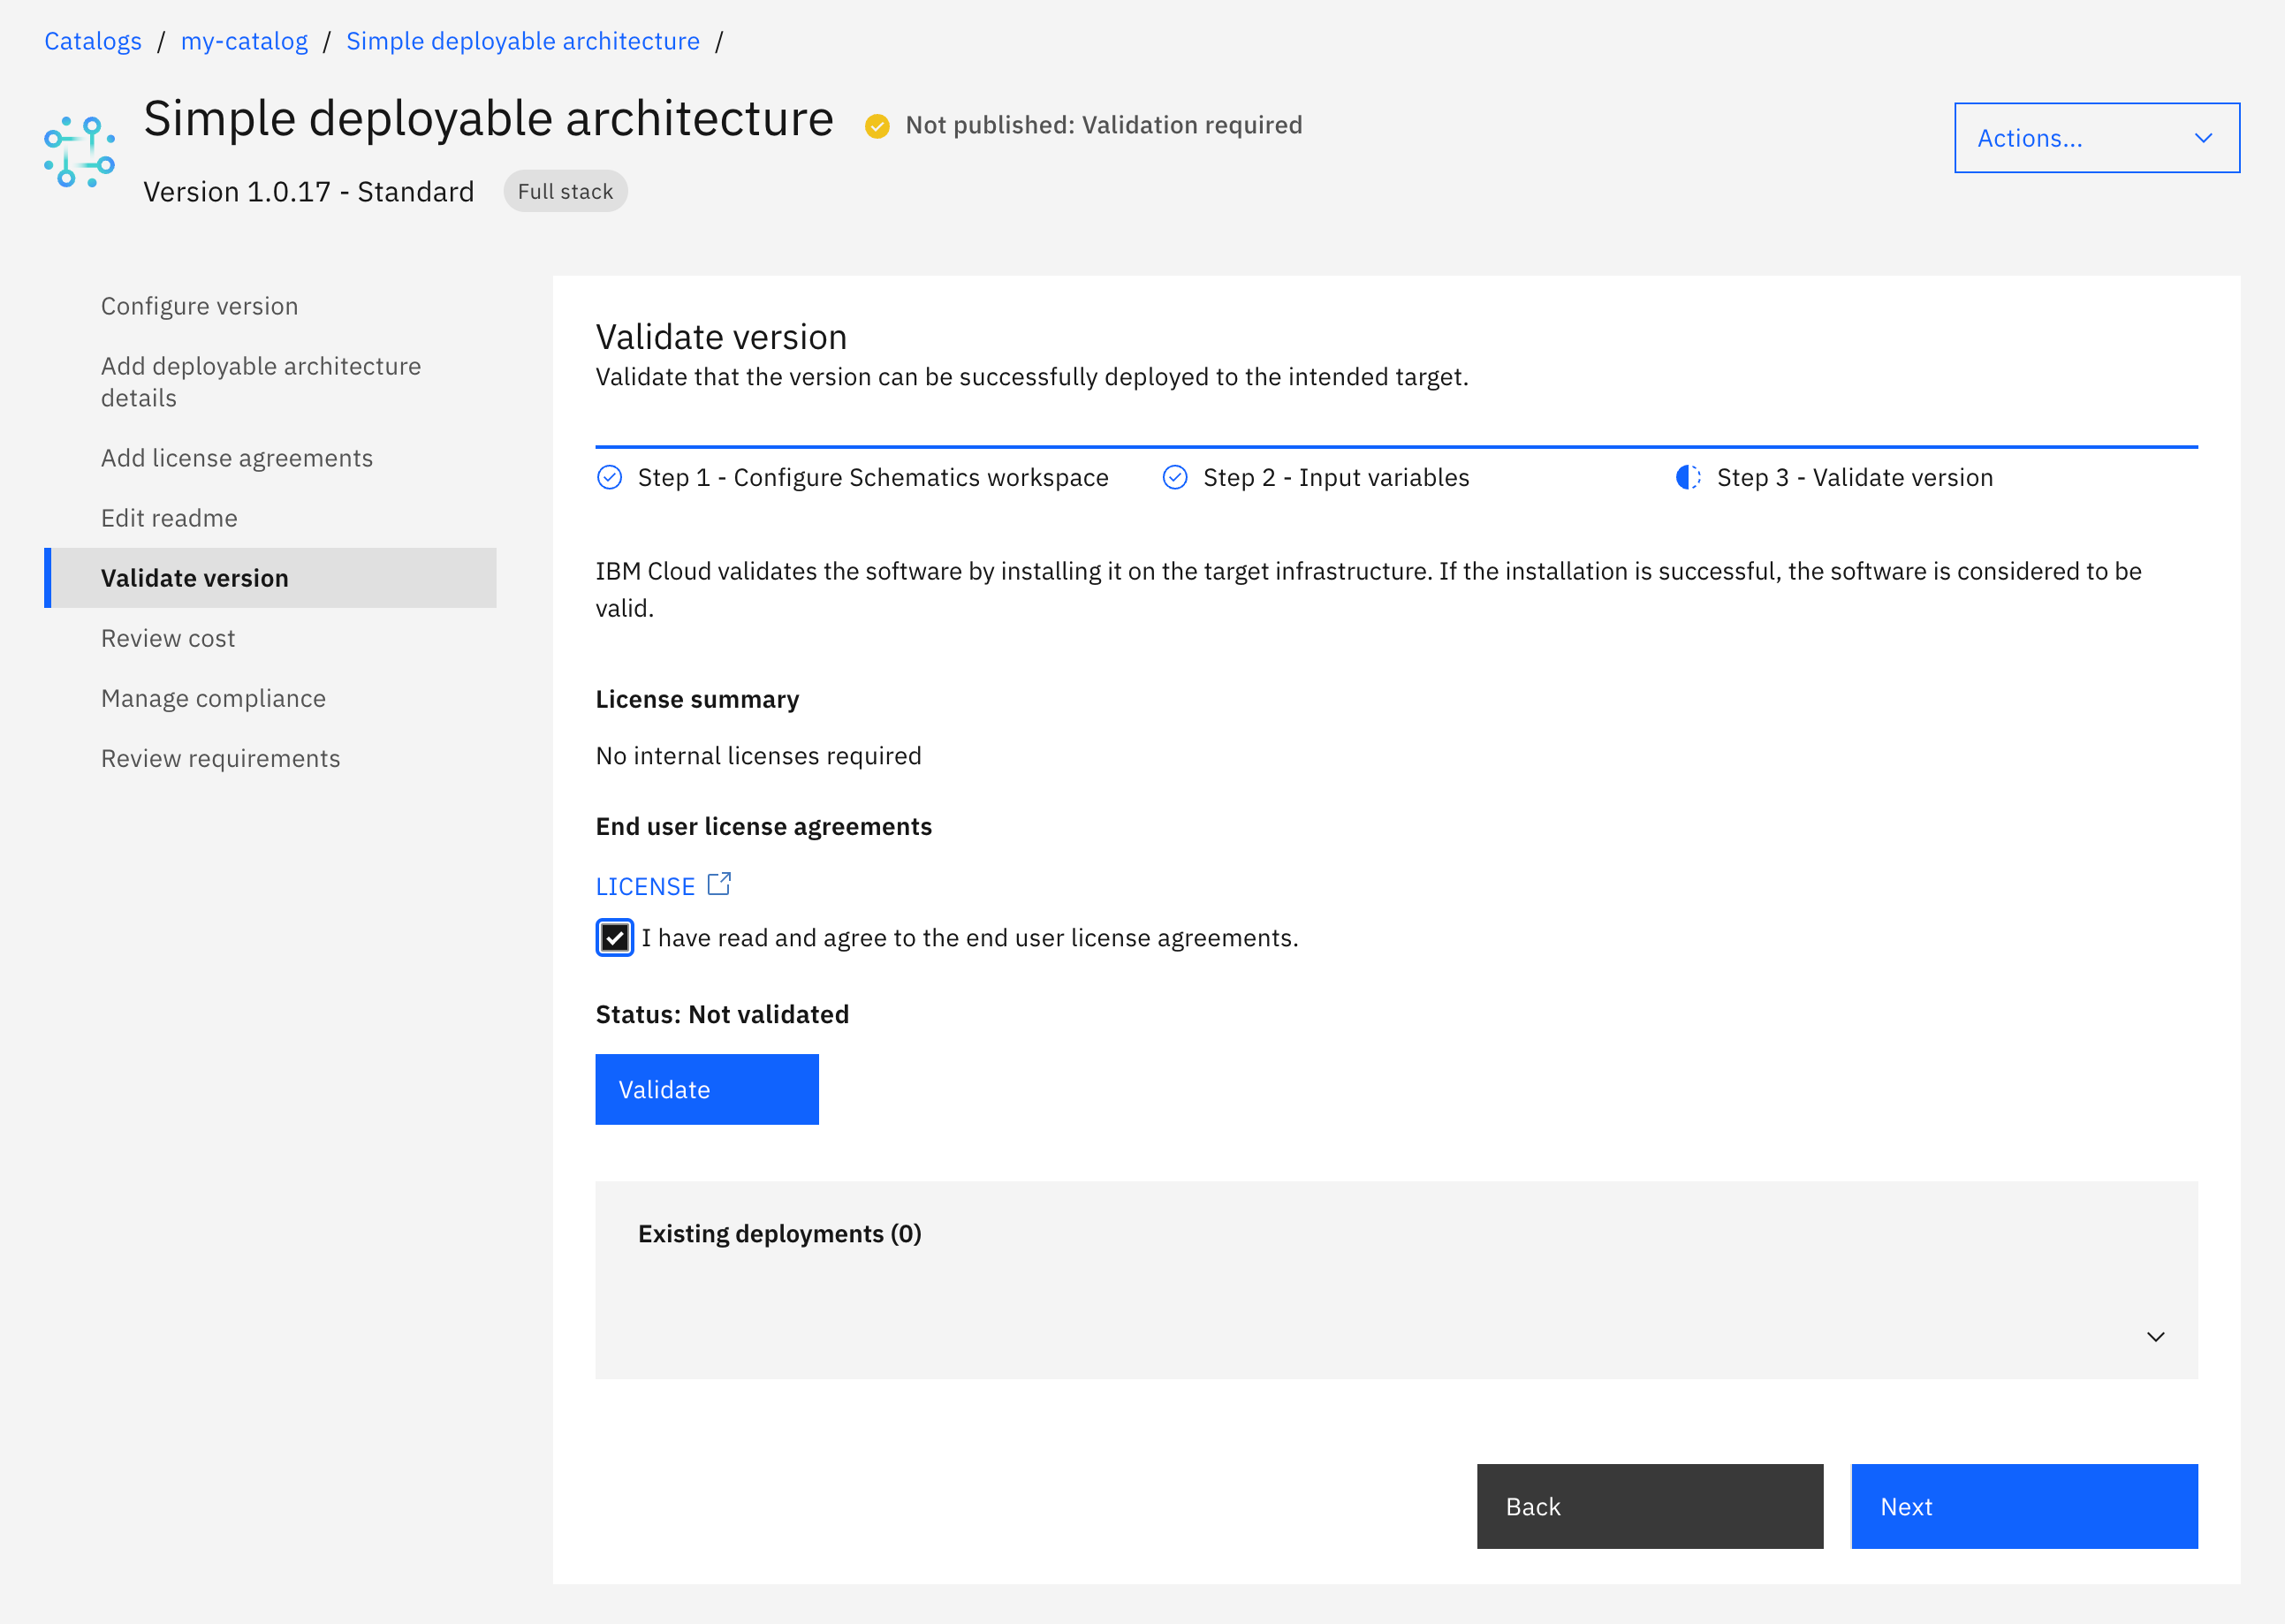 Catalogs / my-catalog / Simple deployable architecture /
Simple deployable architecture
Not published: Validation required
Actions...
Version 1.0.17 - Standard
Full stack
Configure version
Add deployable architecture
details
Add license agreements
Edit readme
Validate version
Review cost
Manage compliance
Review requirements
Validate version
Validate that the version can be successfully deployed to the intended target.
Step 1 - Configure Schematics workspace
Step 2 - Input variables
Step 3 - Validate version
IBM Cloud validates the software by installing it on the target infrastructure. If the installation is successful, the software is considered to be
valid.
License summary
No internal licenses required
End user license agreements
LICENSE
I have read and agree to the end user license agreements.
Status: Not validated
Validate
Existing deployments (0)
Back
Next